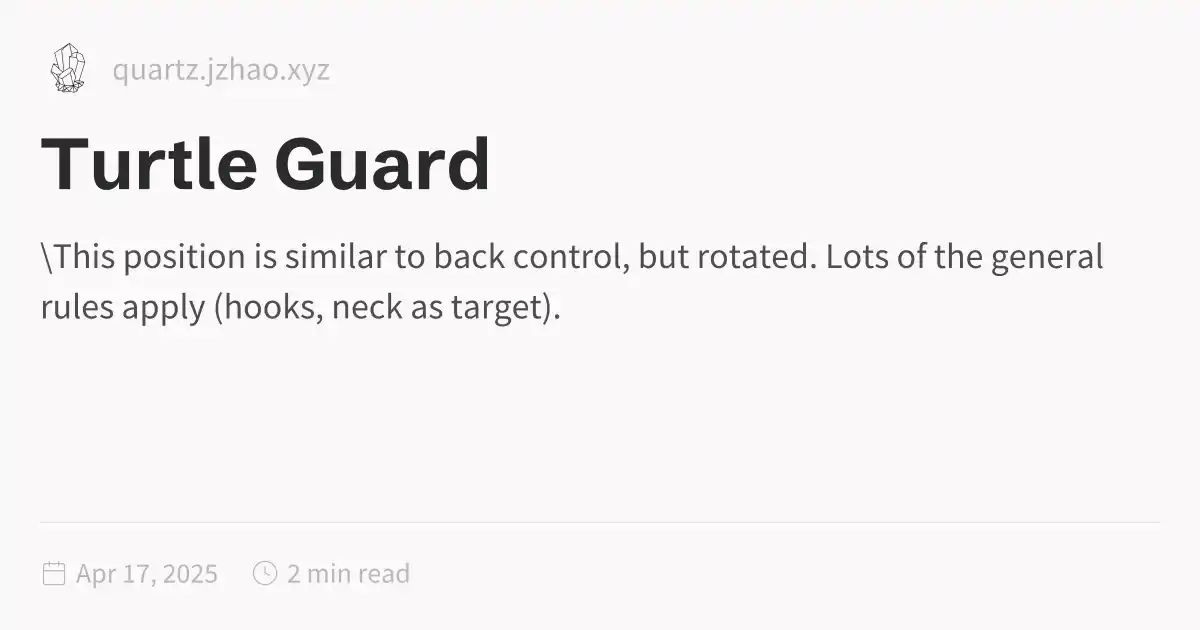 quartz.jzhao.xyz
Turtle Guard
\This position is similar to back control, but rotated. Lots of the general
rules apply (hooks, neck as target).
Apr 17, 2025 2 min read